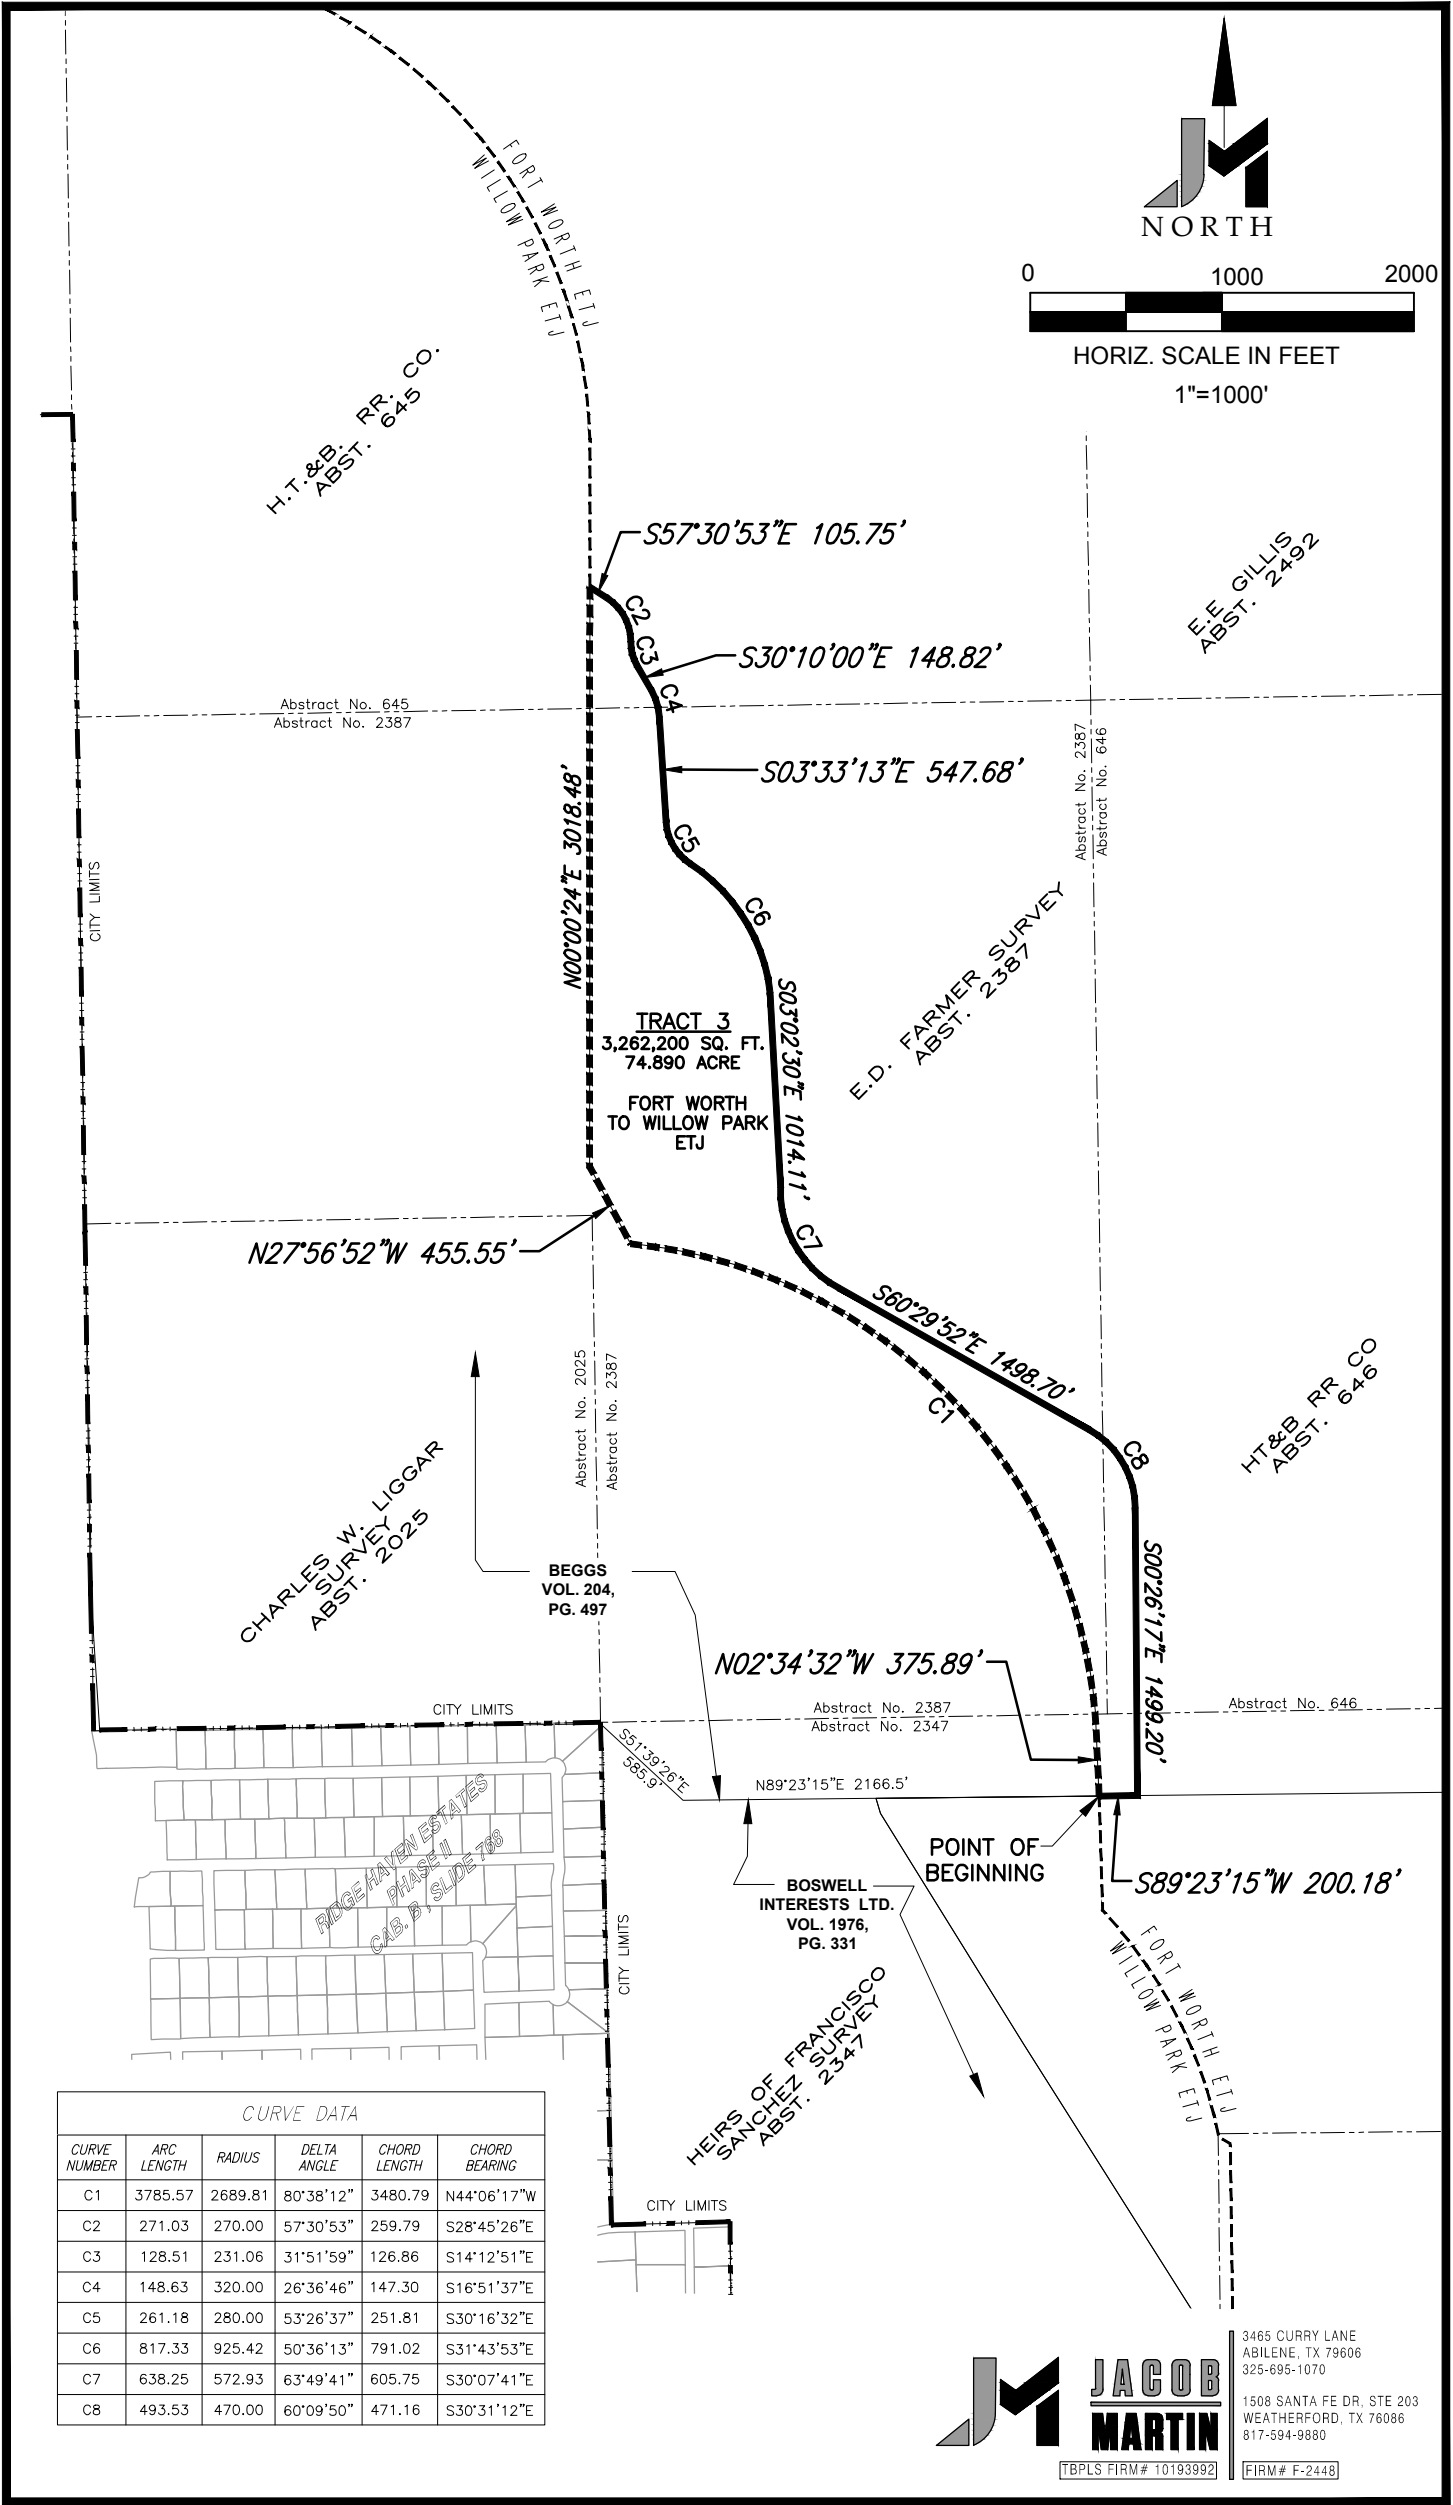 FORT WORTH ETJ
WILLOW PARK ETJ
NORTH
0 1000 2000
HORIZ. SCALE IN FEET
1"=1000'
H.T.&B. RR. CO.
ABST. 645
S57°30'53"E 105.75'
E.E GILLIS
ABST. 2492
C2
C3
S30°10'00"E 148.82'
C4
Abstract No. 645
Abstract No. 2387
Abstract No. 2387
Abstract No. 646
S03°33'13"E 547.68'
N00°00'24"E 3018.48'
C5
CITY LIMITS
C6
E.D. FARMER SURVEY
ABST. 2387
S03°02'30"E 1014.11'
TRACT 3
3,262,200 SQ. FT.
74.890 ACRE
FORT WORTH
TO WILLOW PARK
ETJ
N27°56'52"W 455.55'
C7
S60°29'52"E 1498.70'
C1
Abstract No. 2025
Abstract No. 2387
HT&B RR CO
ABST. 646
C8
CHARLES W. LIGGAR
SURVEY
ABST. 2025
BEGGS
VOL. 204,
PG. 497
S00°26'17"E 1499.20'
N02°34'32"W 375.89'
CITY LIMITS
Abstract No. 2387
Abstract No. 2347
Abstract No. 646
S51°39'26"E
585.9'
N89°23'15"E 2166.5'
RIDGE HAVEN ESTATES
PHASE II
CAB. B, SLIDE 768
POINT OF
BEGINNING
S89°23'15"W 200.18'
BOSWELL
INTERESTS LTD.
VOL. 1976,
PG. 331
CITY LIMITS
FORT WORTH ETJ
WILLOW PARK ETJ
HEIRS OF FRANCISCO
SANCHEZ SURVEY
ABST. 2347
CITY LIMITS
CURVE DATA
CURVE NUMBER ARC LENGTH RADIUS DELTA ANGLE CHORD LENGTH CHORD BEARING
C1 3785.57 2689.81 80°38'12" 3480.79 N44°06'17"W
C2 271.03 270.00 57°30'53" 259.79 S28°45'26"E
C3 128.51 231.06 31°51'59" 126.86 S14°12'51"E
C4 148.63 320.00 26°36'46" 147.30 S16°51'37"E
C5 261.18 280.00 53°26'37" 251.81 S30°16'32"E
C6 817.33 925.42 50°36'13" 791.02 S31°43'53"E
C7 638.25 572.93 63°49'41" 605.75 S30°07'41"E
C8 493.53 470.00 60°09'50" 471.16 S30°31'12"E
JACOB
MARTIN
TBPLS FIRM# 10193992
3465 CURRY LANE
ABILENE, TX 79606
325-695-1070
1508 SANTA FE DR, STE 203
WEATHERFORD, TX 76086
817-594-9880
FIRM# F-2448